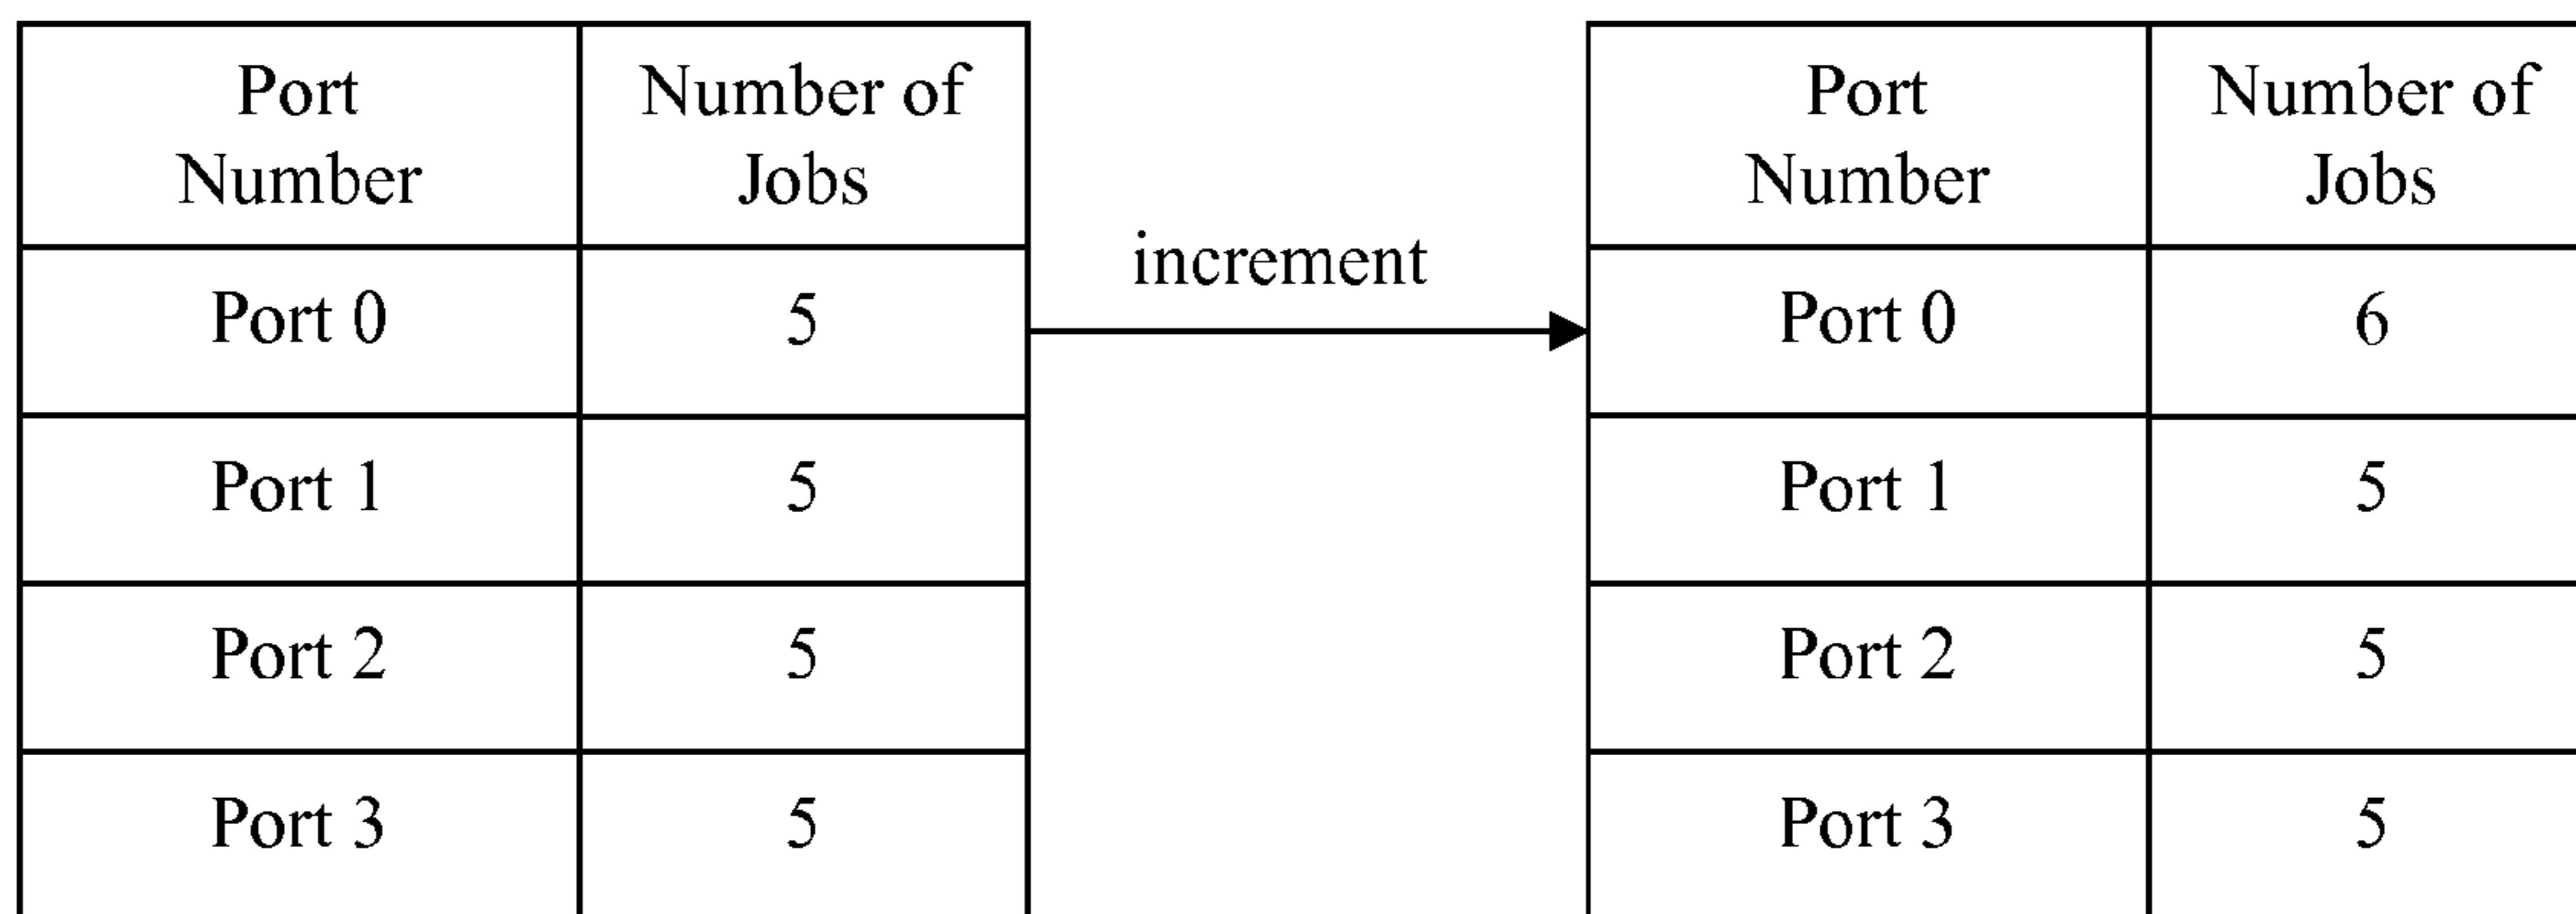 Port
Number
Number of
Jobs
Port 0
5
Port 1
5
Port 2
5
Port 3
5
increment
Port
Number
Number of
Jobs
Port 0
6
Port 1
5
Port 2
5
Port 3
5